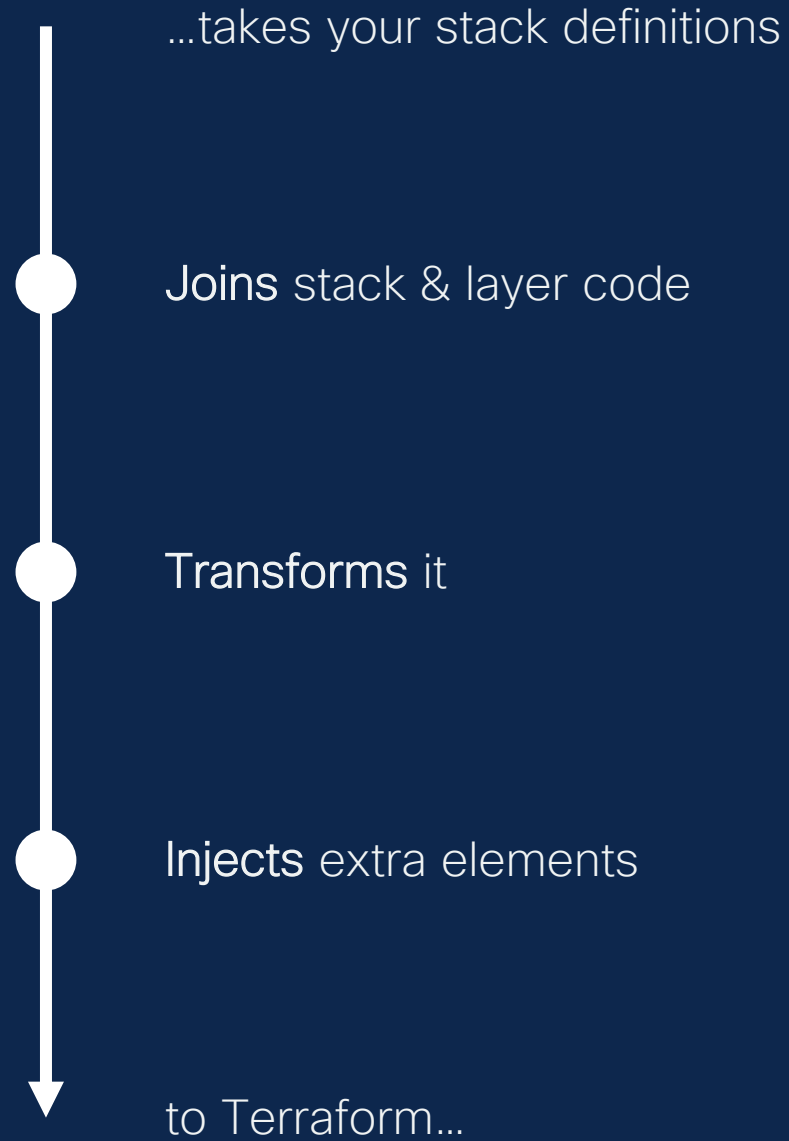 ...takes your stack definitions
Joins stack & layer code
Transforms it
Injects extra elements
to Terraform...